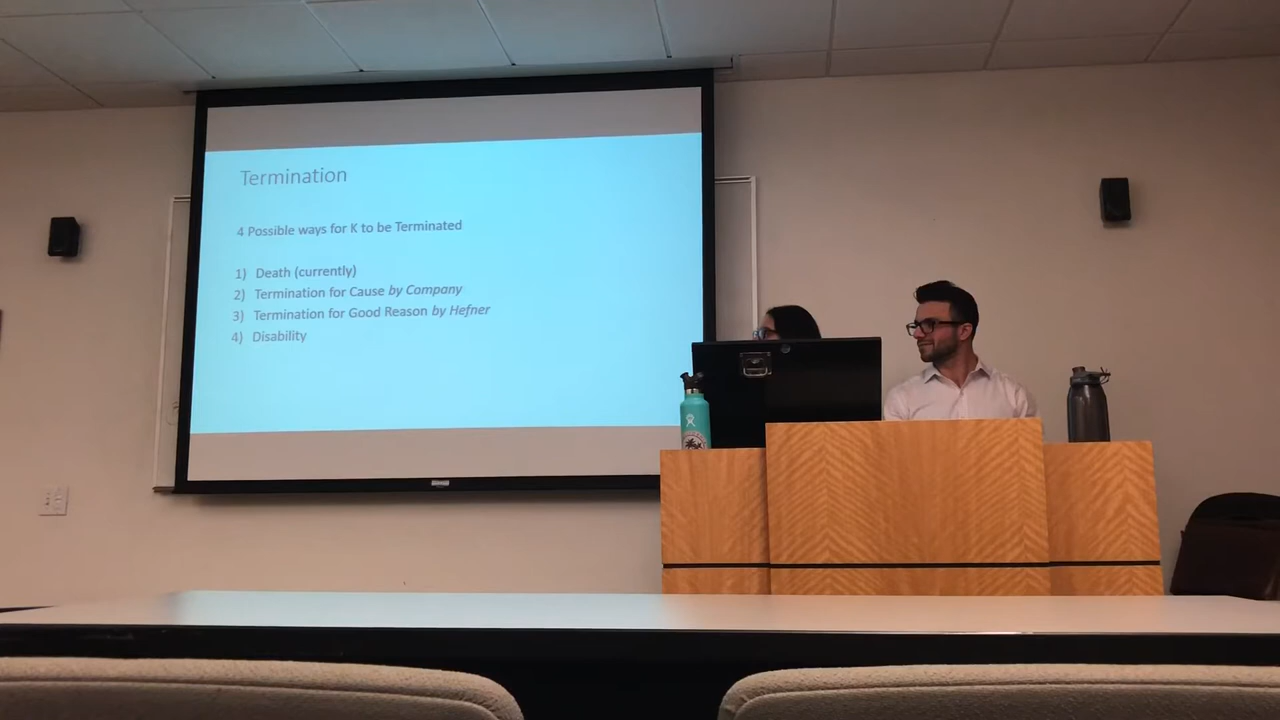 Termination
4 Possible ways for K to be Terminated
1) Death (currently)
2) Termination for Cause by Company
3) Termination for Good Reason by Hefner
4) Disability